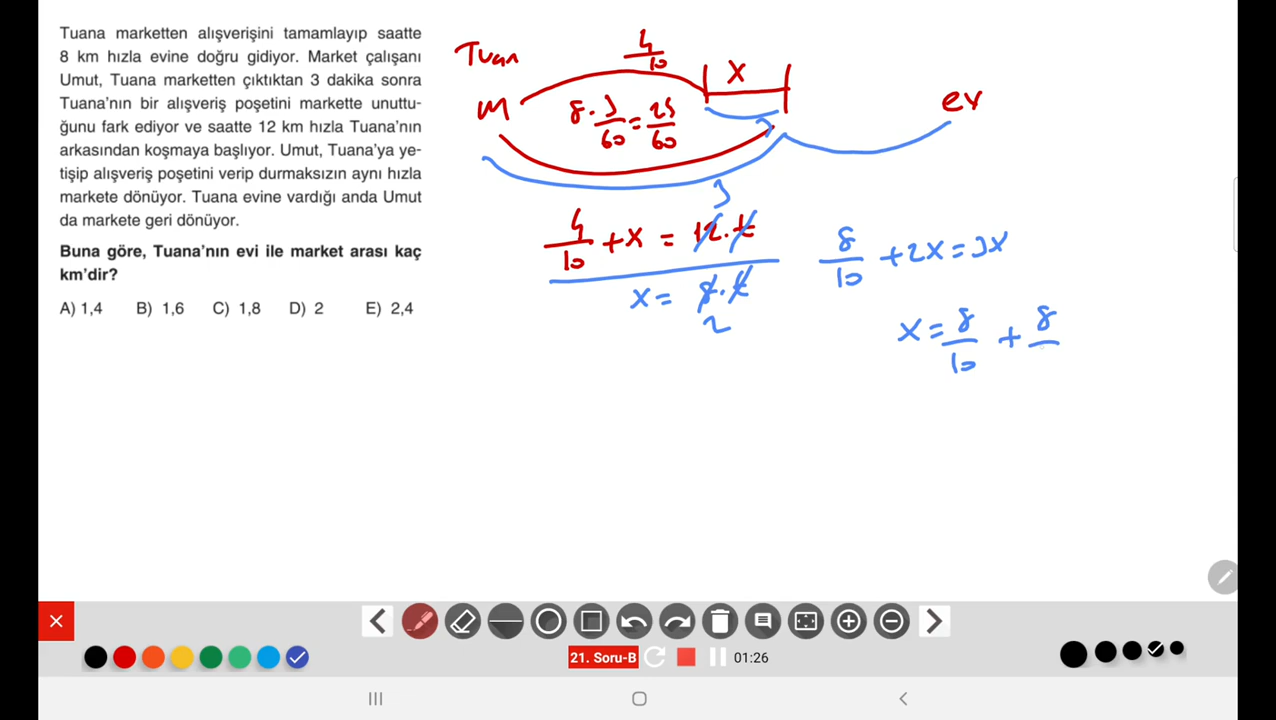 Tuana marketten alışverişini tamamlayıp saatte
8 km hızla evine doğru gidiyor. Market çalışanı
Umut, Tuana marketten çıktıktan 3 dakika sonra
Tuana’nın bir alışveriş poşetini markette unuttu-
ğunu fark ediyor ve saatte 12 km hızla Tuana’nın
arkasından koşmaya başlıyor. Umut, Tuana’ya ye-
tişip alışveriş poşetini verip durmaksızın aynı hızla
markete dönüyor. Tuana evine vardığı anda Umut
da markete geri dönüyor.
Buna göre, Tuana’nın evi ile market arası kaç
km’dir?
A) 1,4 B) 1,6 C) 1,8 D) 2 E) 2,4
Tuan
4/10
x
M
8.3/60=24/60
ev
4/10 + x = 12.t
3
x = 8.t
2
8/10 + 2x = 3x
x = 8/10 + 8
21. Soru-B
01:26